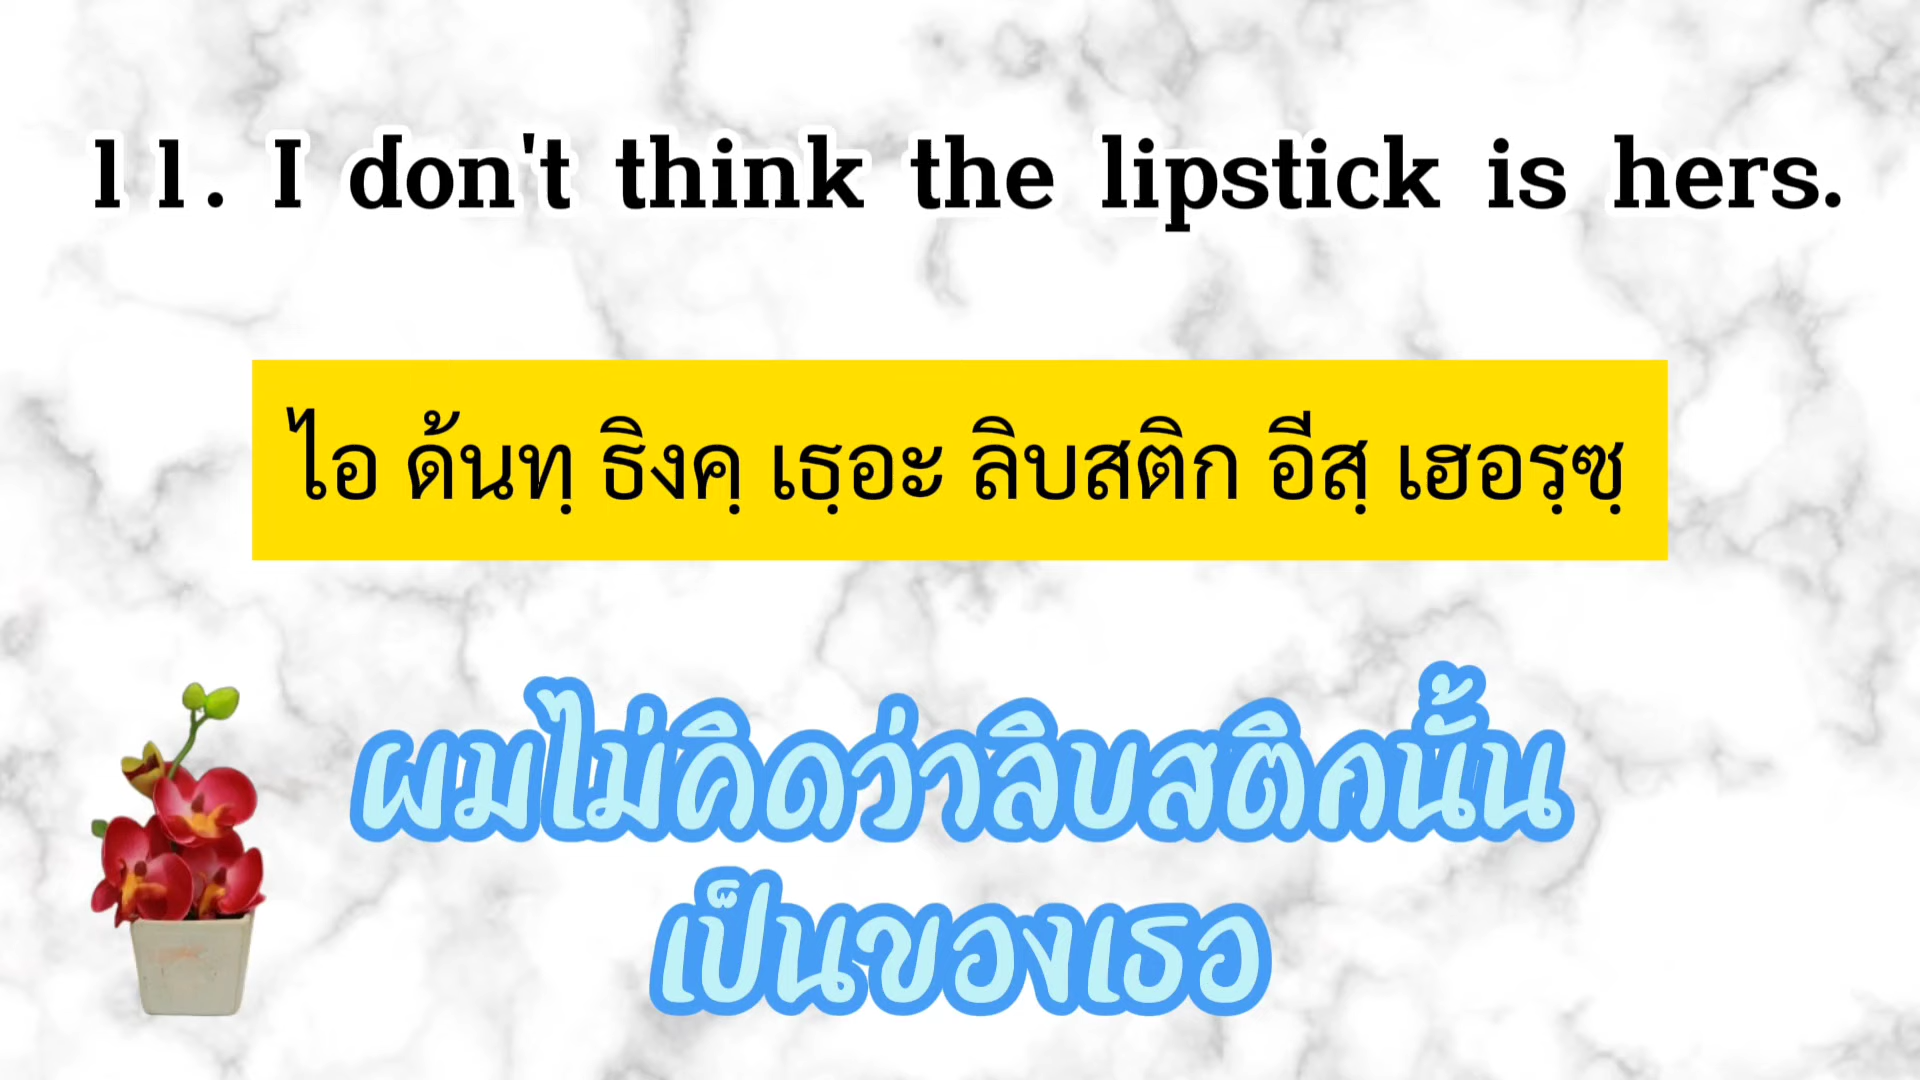 11. I don't think the lipstick is hers.
ไอ ด้นทฺ ธิงคฺ เธฺอะ ลิบสติก อีสฺ เฮอรฺซฺ
ผมไม่คิดว่าลิบสติคนั้น
เป็นของเธอ